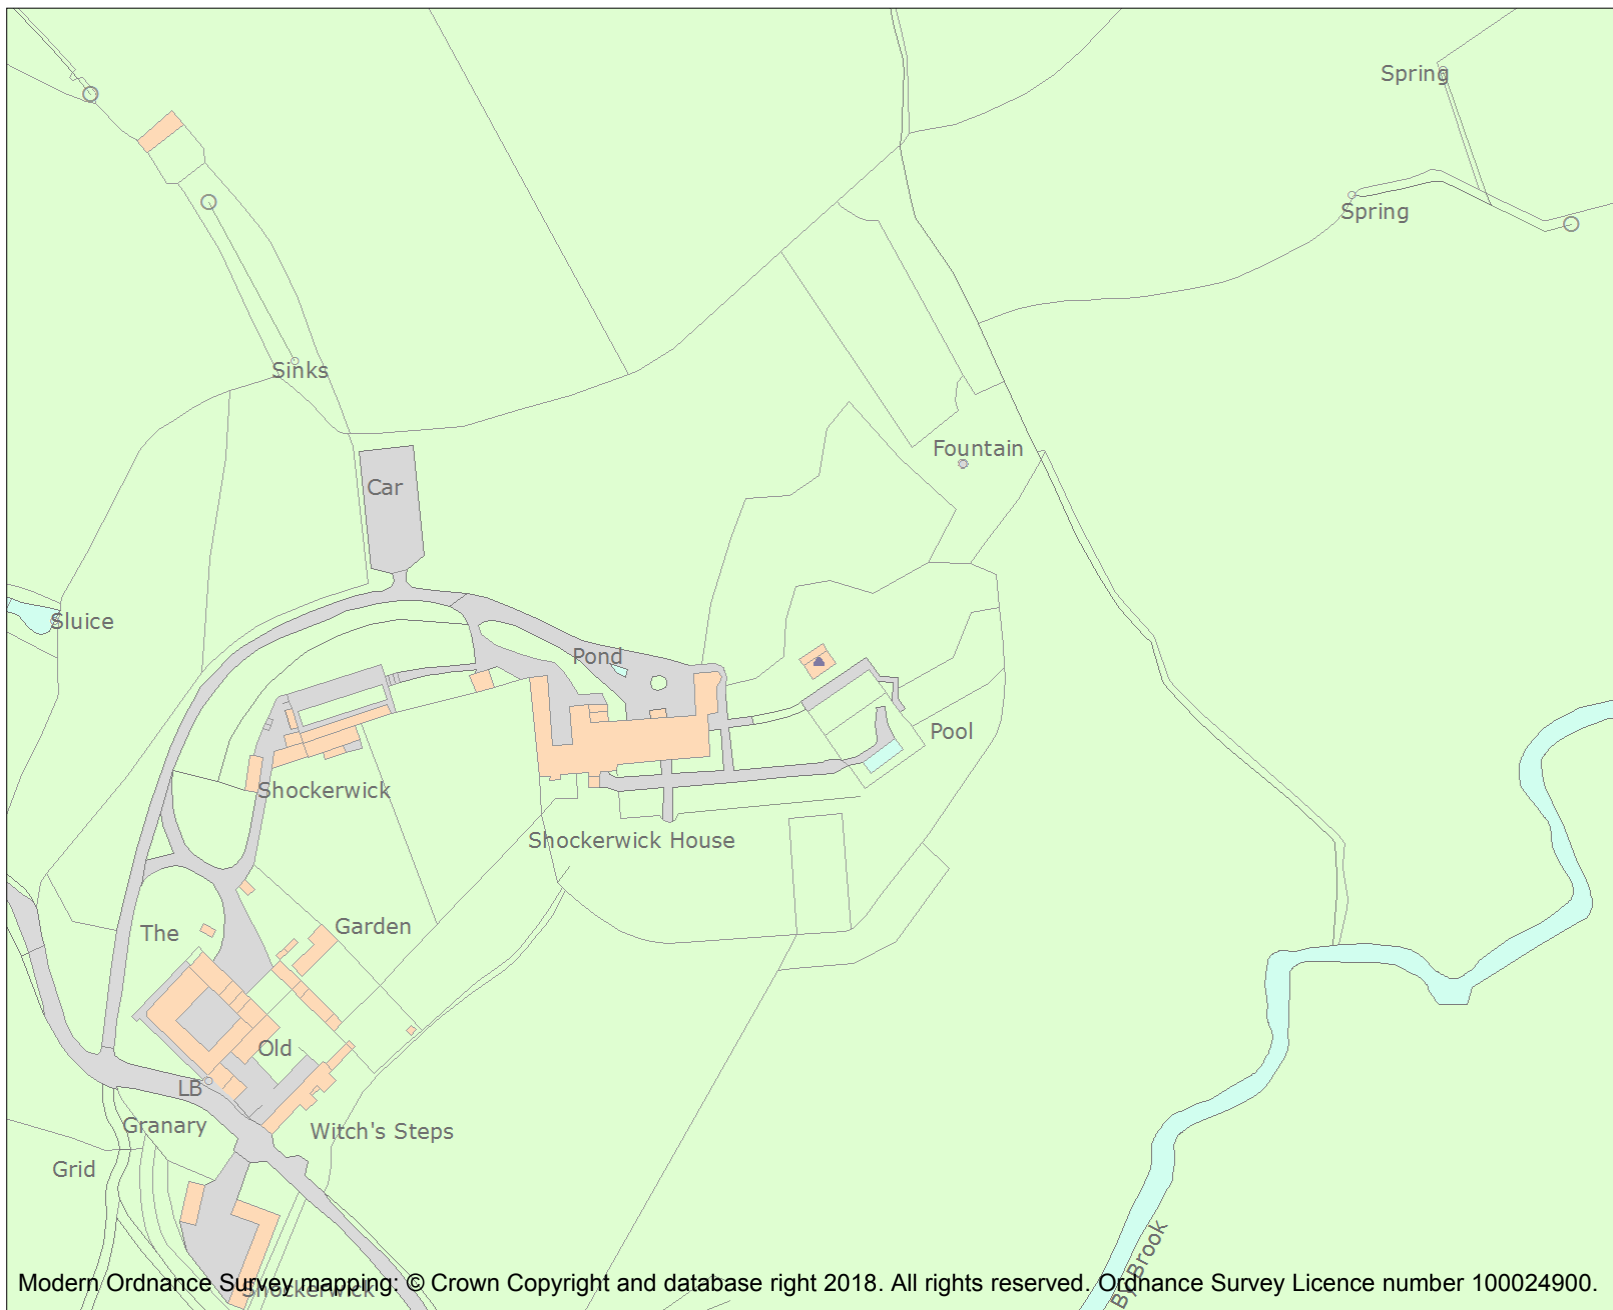 Spring
Spring
Sinks
Fountain
Car
Sluice
Pond
Pool
Shockerwick
Shockerwick House
Garden
The
Old
LB
Granary
Witch's Steps
Grid
By Brook
Shockerwick
Modern Ordnance Survey mapping: © Crown Copyright and database right 2018. All rights reserved. Ordnance Survey Licence number 100024900.